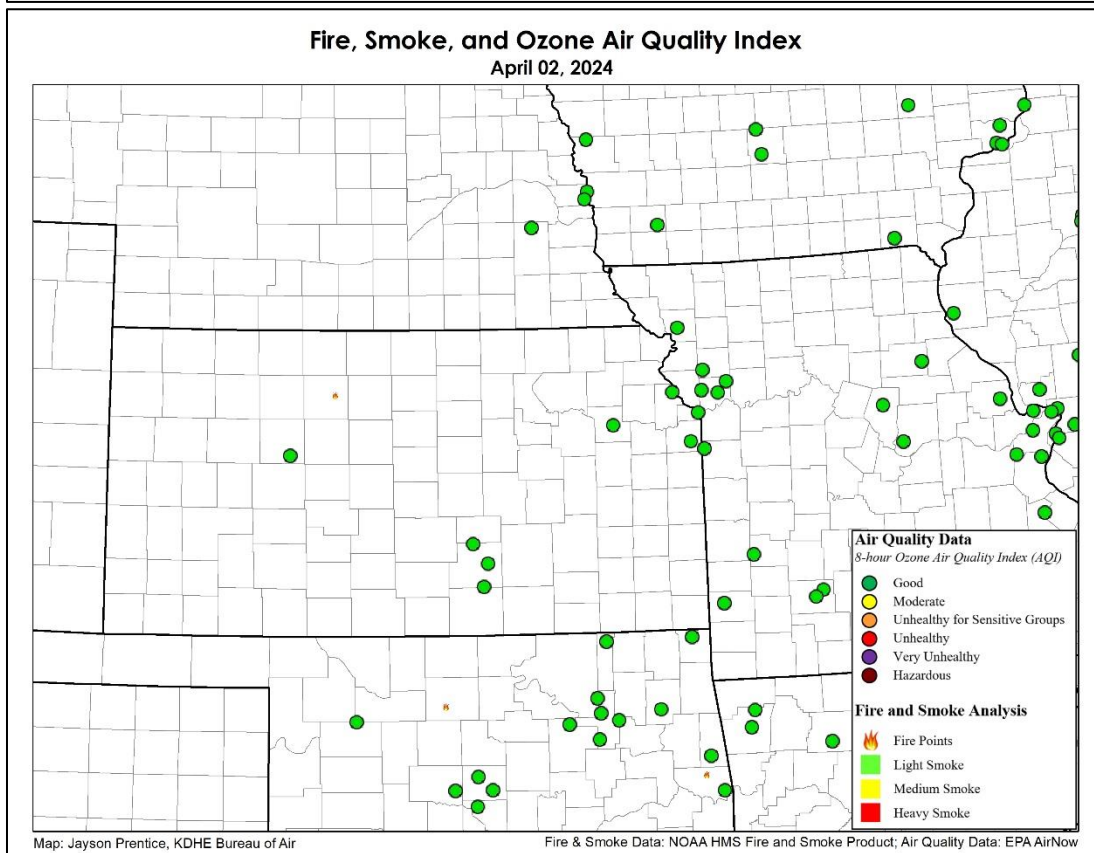 Fire, Smoke, and Ozone Air Quality Index
April 02, 2024
Air Quality Data
8-hour Ozone Air Quality Index (AQI)
Good
Moderate
Unhealthy for Sensitive Groups
Unhealthy
Very Unhealthy
Hazardous
Fire and Smoke Analysis
Fire Points
Light Smoke
Medium Smoke
Heavy Smoke
Map: Jayson Prentice, KDHE Bureau of Air
Fire & Smoke Data: NOAA HMS Fire and Smoke Product; Air Quality Data: EPA AirNow